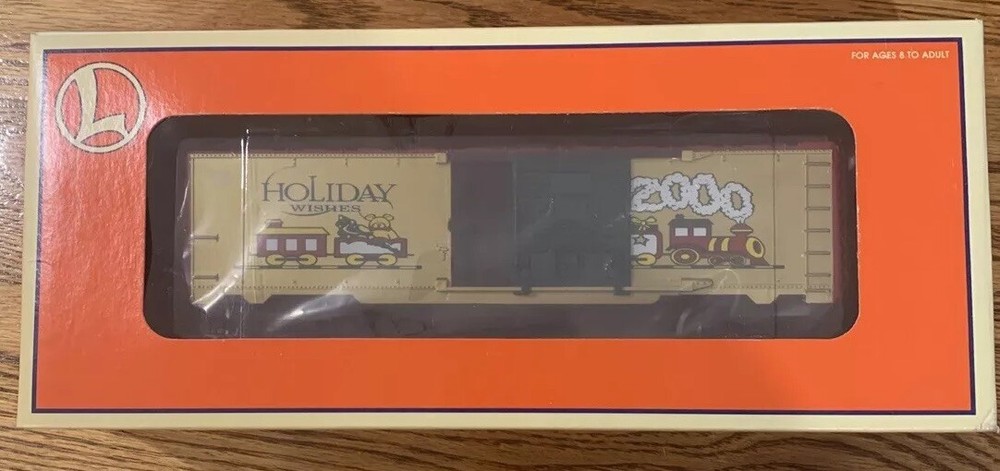 FOR AGES 8 TO ADULT
L
HOLIDAY
WISHES
2000